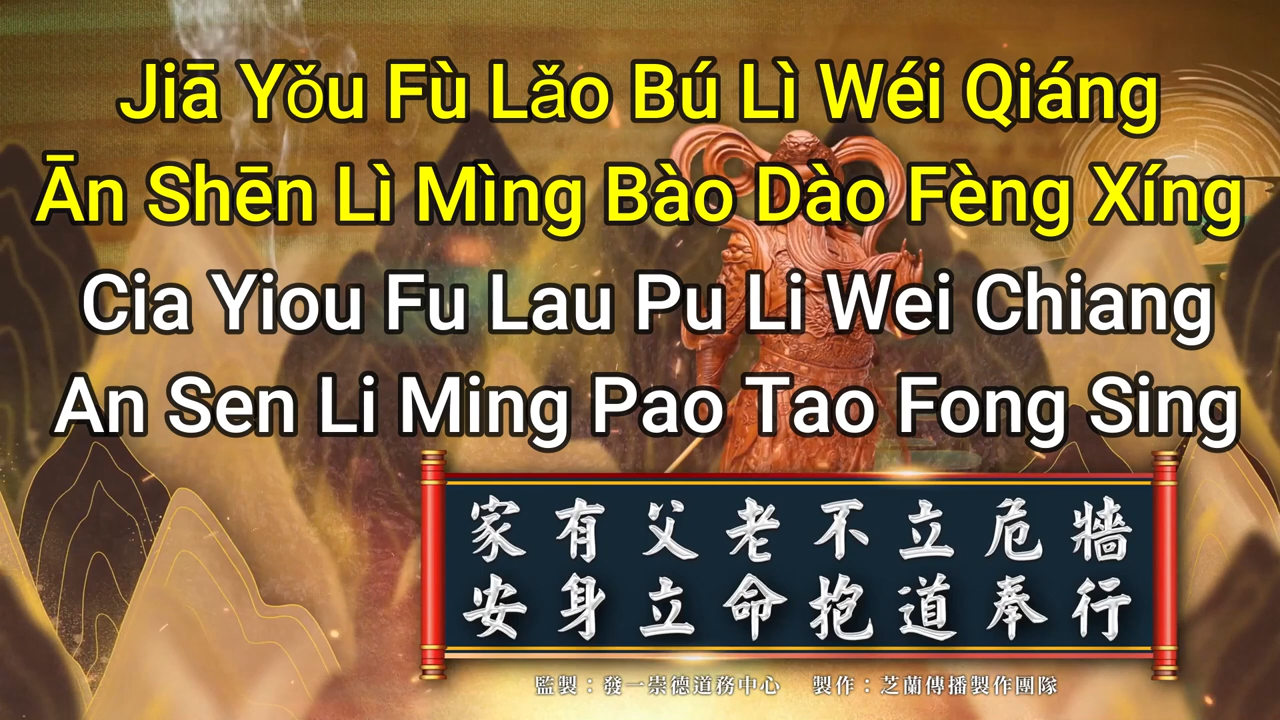 Jiā Yǒu Fù Lǎo Bú Lì Wéi Qiáng
Ān Shēn Lì Mìng Bào Dào Fèng Xíng
Cia Yiou Fu Lau Pu Li Wei Chiang
An Sen Li Ming Pao Tao Fong Sing
家有父老不立危牆
安身立命抱道奉行
監製：發一崇德道務中心 製作：芝蘭傳播製作團隊